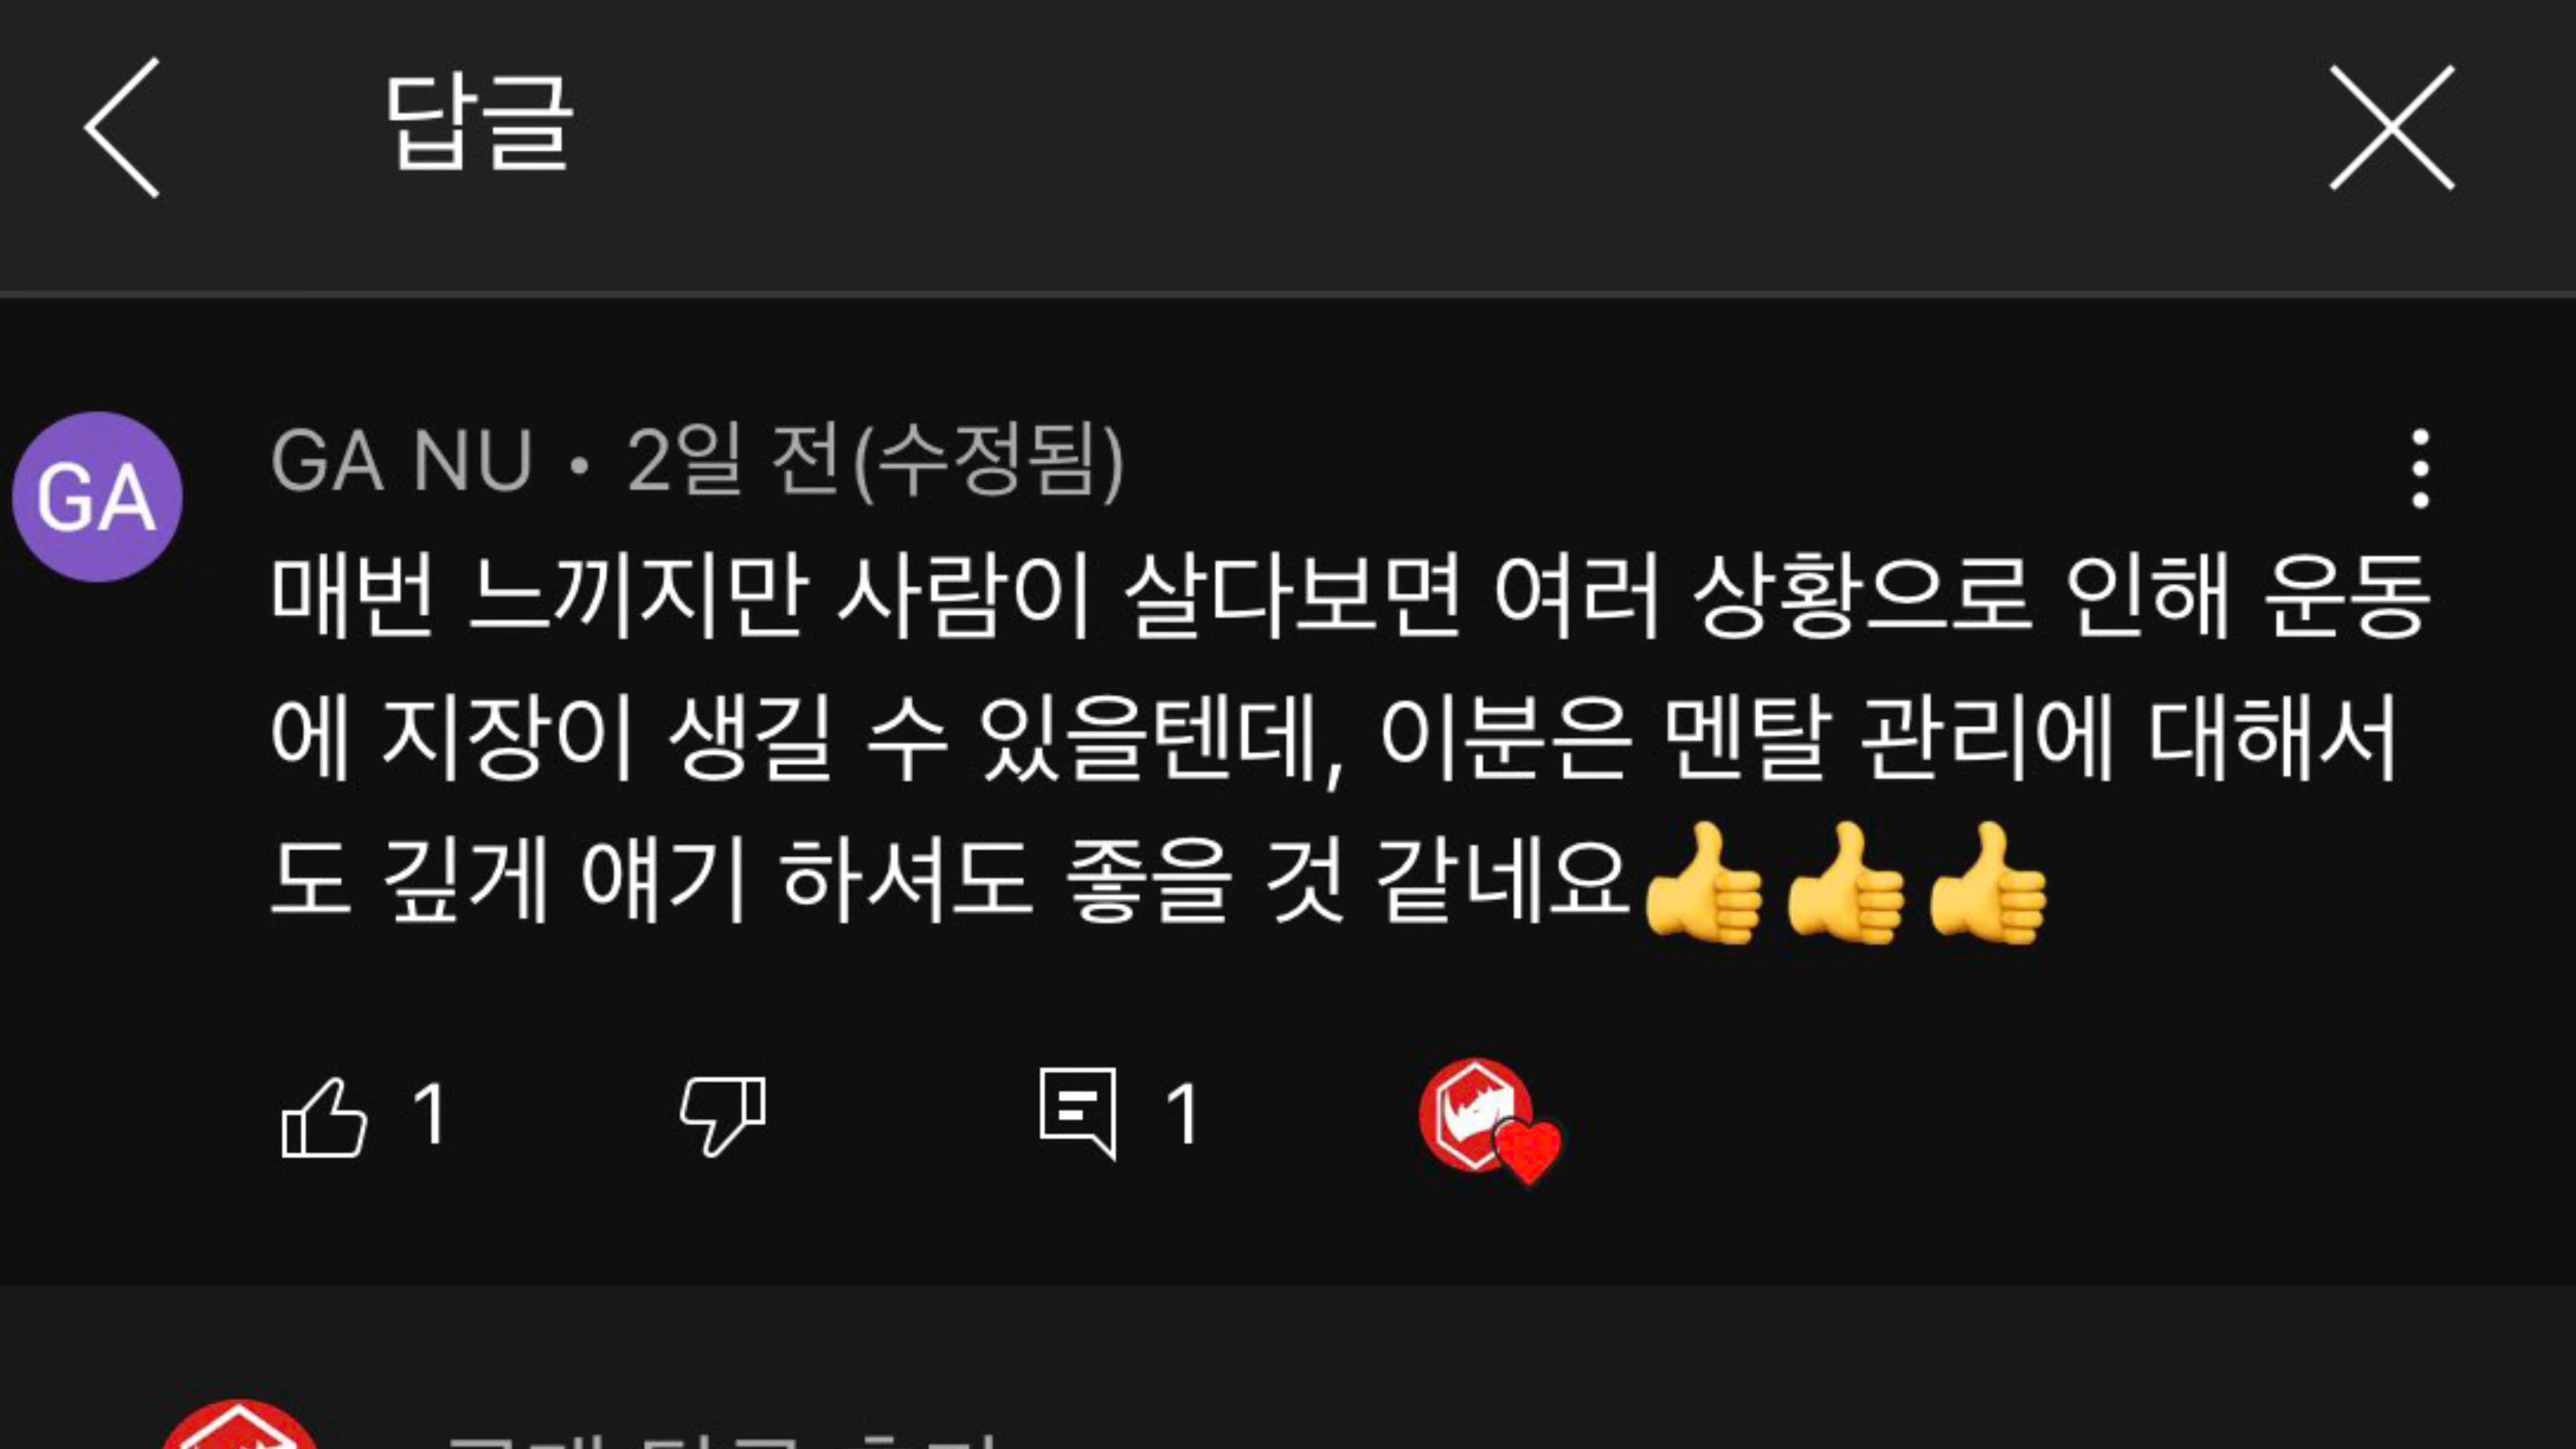 답글
GA
GA NU • 2일 전(수정됨)
매번 느끼지만 사람이 살다보면 여러 상황으로 인해 운동
에 지장이 생길 수 있을텐데, 이분은 멘탈 관리에 대해서
도 깊게 얘기 하셔도 좋을 것 같네요👍👍👍
1
1